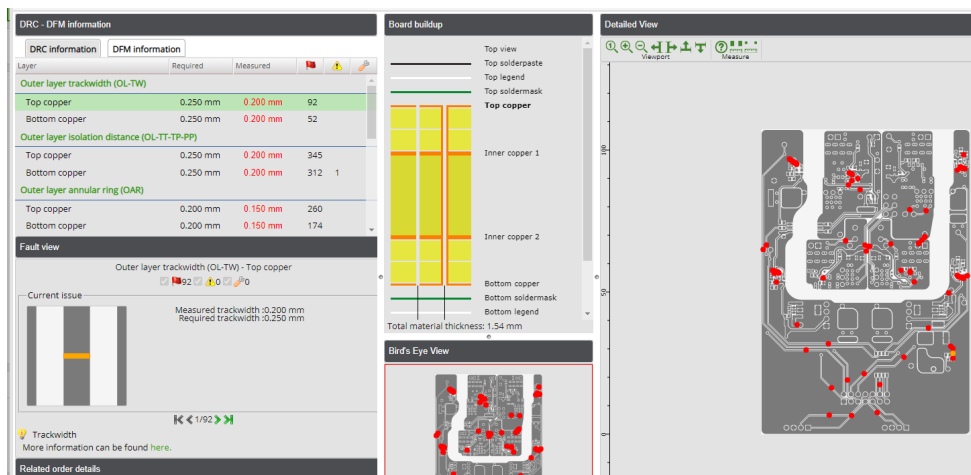 DRC - DFM information
DRC information DFM information
Layer Required Measured
Outer layer trackwidth (OL-TW)
Top copper 0.250 mm 0.200 mm 92
Bottom copper 0.250 mm 0.200 mm 52
Outer layer isolation distance (OL-TT-TP-PP)
Top copper 0.250 mm 0.200 mm 345
Bottom copper 0.250 mm 0.200 mm 312 1
Outer layer annular ring (OAR)
Top copper 0.200 mm 0.150 mm 260
Bottom copper 0.200 mm 0.150 mm 174
Fault view
Outer layer trackwidth (OL-TW) - Top copper
92 0 0
Current issue
Measured trackwidth :0.200 mm
Required trackwidth :0.250 mm
1/92
Trackwidth
More information can be found here.
Related order details
Board buildup
Top view
Top solderpaste
Top legend
Top soldermask
Top copper
Inner copper 1
Inner copper 2
Bottom copper
Bottom soldermask
Bottom legend
Total material thickness: 1.54 mm
Bird's Eye View
Detailed View
Viewport Measure
100
50
0